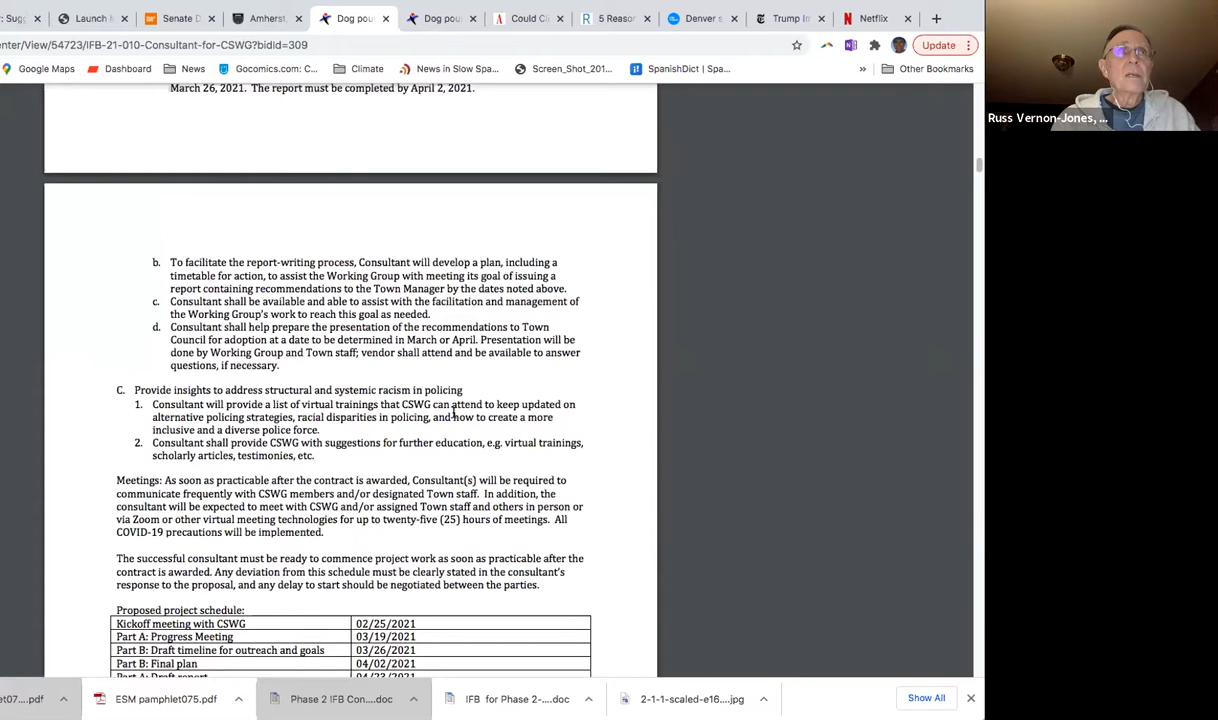 : Sugg
Launch M
Senate D
Amherst,
Dog pou
Dog pou
Could Cl
5 Reaso
Denver s
Trump In
Netflix
enter/View/54723/IFB-21-010-Consultant-for-CSWG?bidId=309
Update
Google Maps
Dashboard
News
Gocomics.com: C...
Climate
News in Slow Spa...
Screen_Shot_201...
SpanishDict | Spa...
»
Other Bookmarks
Russ Vernon-Jones, ...
March 26, 2021. The report must be completed by April 2, 2021.
b. To facilitate the report-writing process, Consultant will develop a plan, including a
timetable for action, to assist the Working Group with meeting its goal of issuing a
report containing recommendations to the Town Manager by the dates noted above.
c. Consultant shall be available and able to assist with the facilitation and management of
the Working Group's work to reach this goal as needed.
d. Consultant shall help prepare the presentation of the recommendations to Town
Council for adoption at a date to be determined in March or April. Presentation will be
done by Working Group and Town staff; vendor shall attend and be available to answer
questions, if necessary.
C. Provide insights to address structural and systemic racism in policing
1. Consultant will provide a list of virtual trainings that CSWG can attend to keep updated on
alternative policing strategies, racial disparities in policing, and how to create a more
inclusive and a diverse police force.
2. Consultant shall provide CSWG with suggestions for further education, e.g. virtual trainings,
scholarly articles, testimonies, etc.
Meetings: As soon as practicable after the contract is awarded, Consultant(s) will be required to
communicate frequently with CSWG members and/or designated Town staff. In addition, the
consultant will be expected to meet with CSWG and/or assigned Town staff and others in person or
via Zoom or other virtual meeting technologies for up to twenty-five (25) hours of meetings. All
COVID-19 precautions will be implemented.
The successful consultant must be ready to commence project work as soon as practicable after the
contract is awarded. Any deviation from this schedule must be clearly stated in the consultant's
response to the proposal, and any delay to start should be negotiated between the parties.
Proposed project schedule:
Kickoff meeting with CSWG 02/25/2021
Part A: Progress Meeting 03/19/2021
Part B: Draft timeline for outreach and goals 03/26/2021
Part B: Final plan 04/02/2021
Part A: Draft report 04/23/2021
et07...pdf
ESM pamphlet075.pdf
Phase 2 IFB Con....doc
IFB for Phase 2-....doc
2-1-1-scaled-e16....jpg
Show All